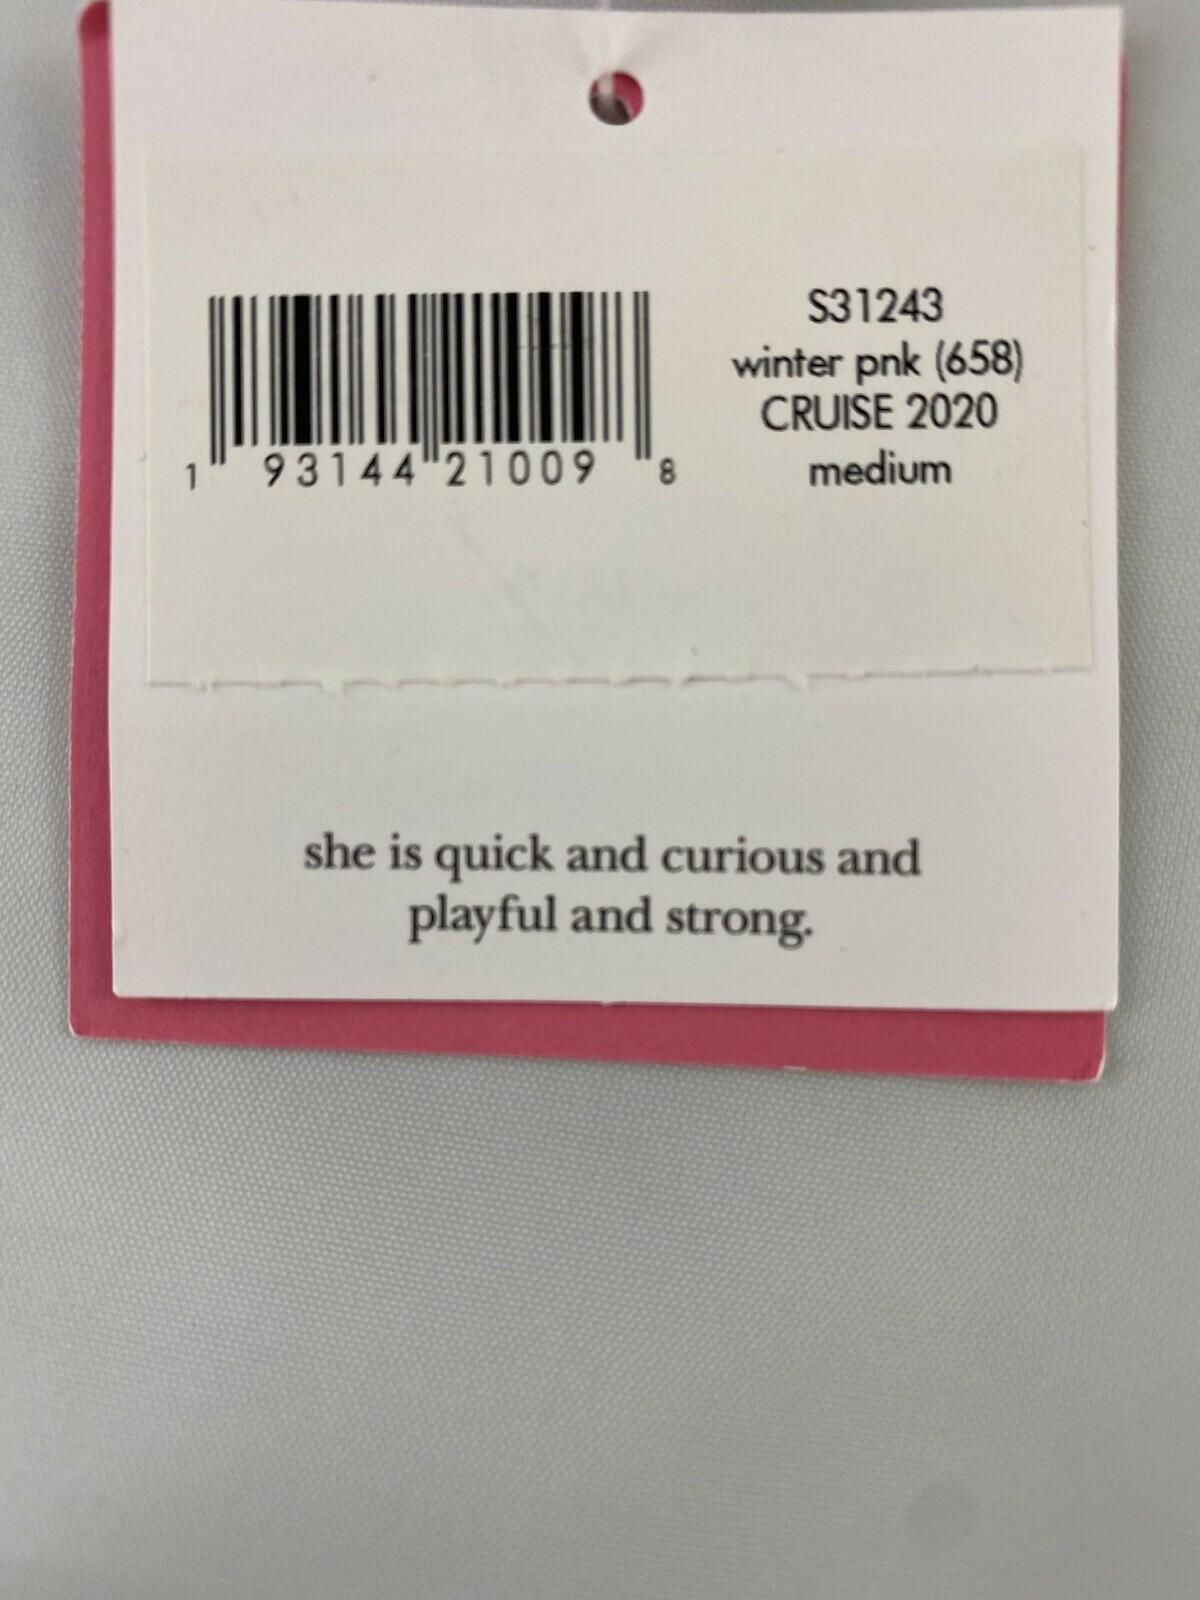 S31243
winter pnk (658)
CRUISE 2020
medium
1 93144 21009 8
she is quick and curious and
playful and strong.